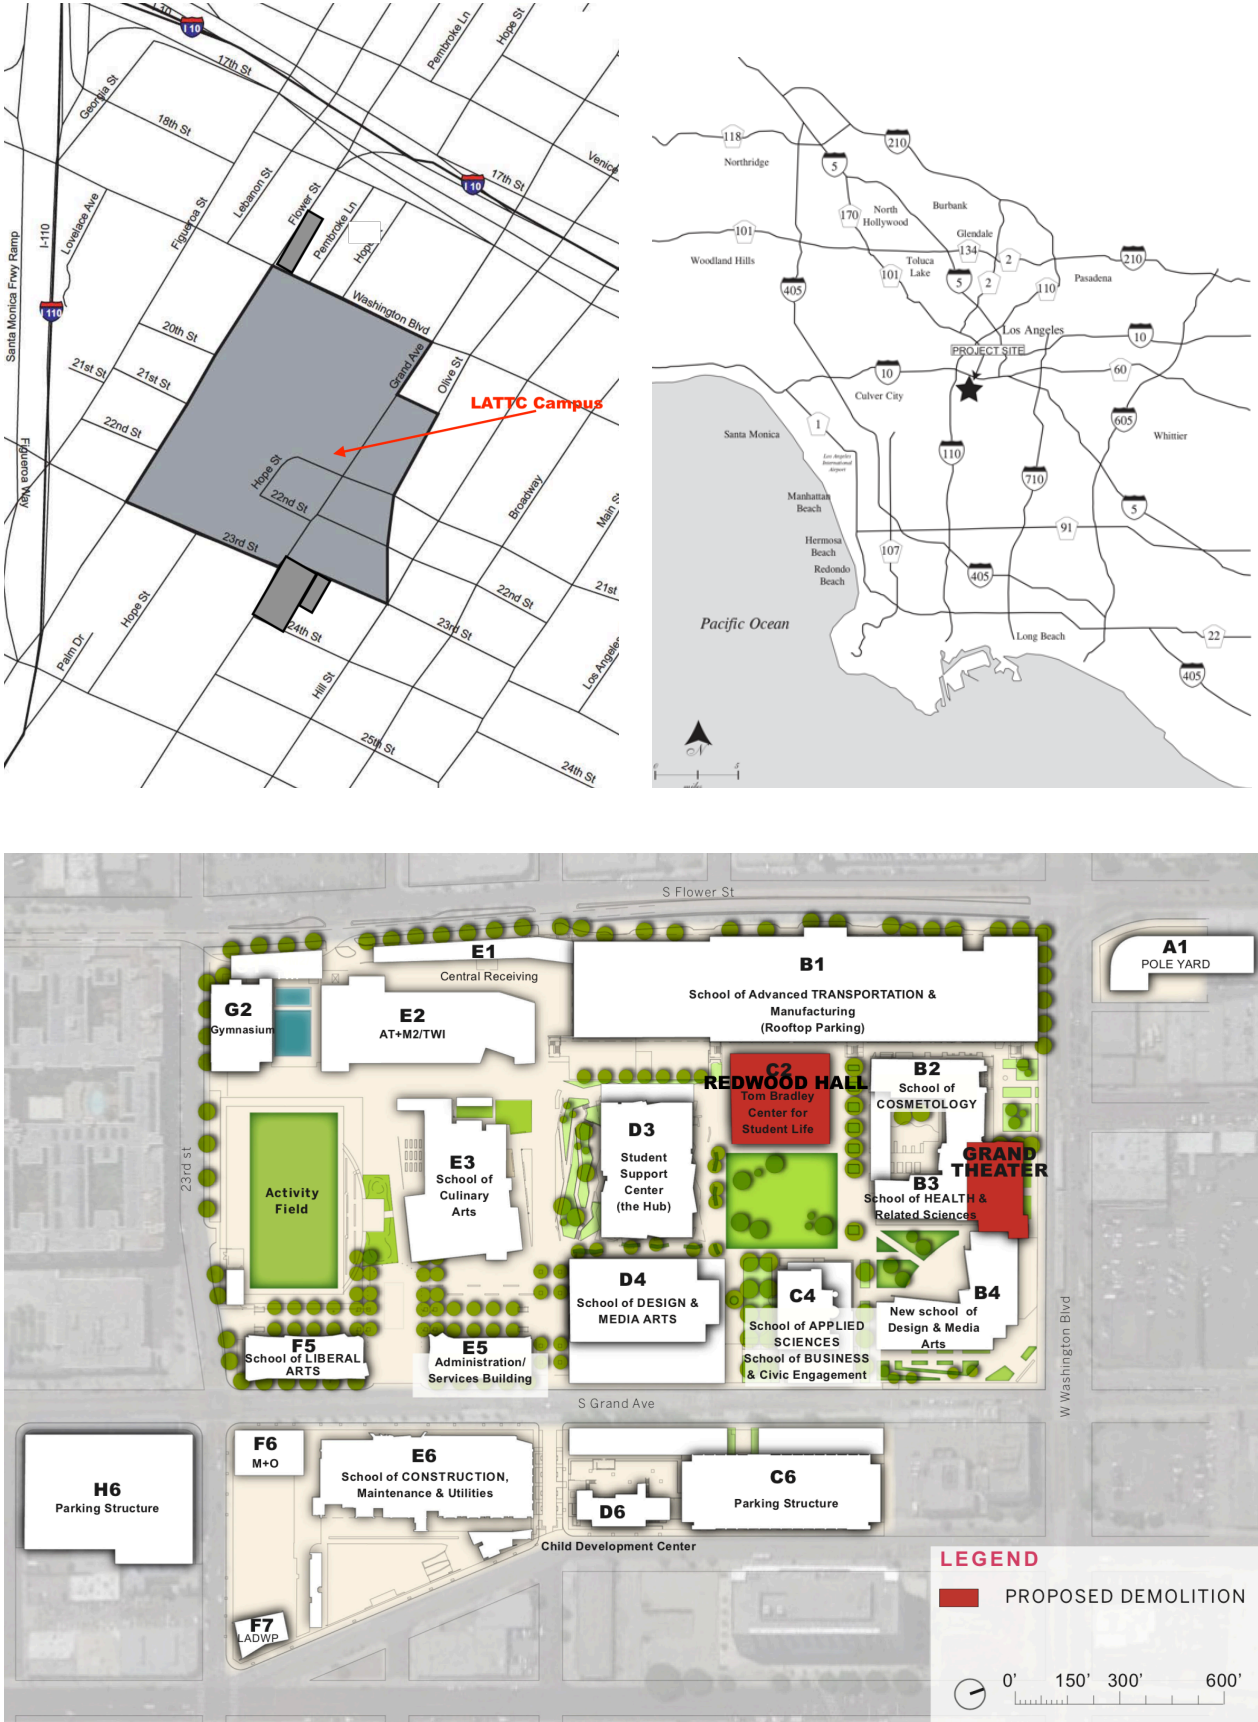 I 10
I 10
17th St
Pembroke Ln
Hope St
Georgia St
18th St
Venice
17th St
I 10
Lebanon St
Flower St
Figueroa St
Lovelace Ave
Pembroke Ln
Hope
I-110
Santa Monica Frwy Ramp
I 110
Washington Blvd
20th St
21st St
21st St
Grand Ave
Olive St
LATTC Campus
22nd St
Figueroa Way
Hope St
22nd St
Broadway
Main St
23rd St
Hope St
22nd St
21st
24th St
23rd St
Palm Dr
Hill St
Los Angeles
25th St
24th St
118
210
Northridge
5
170
North
Hollywood
Burbank
101
Glendale
134
2
210
Woodland Hills
Toluca
Lake
101
5
2
110
Pasadena
405
Los Angeles
10
PROJECT SITE
10
60
Culver City
1
605
Santa Monica
Whittier
110
Los Angeles
International
Airport
710
Manhattan
Beach
5
91
Hermosa
Beach
107
Redondo
Beach
405
Pacific Ocean
Long Beach
22
405
N
0
5
miles
S Flower St
E1
Central Receiving
B1
School of Advanced TRANSPORTATION &
Manufacturing
(Rooftop Parking)
A1
POLE YARD
G2
Gymnasium
E2
AT+M2/TWI
C2
REDWOOD HALL
Tom Bradley
Center for
Student Life
B2
School of
COSMETOLOGY
D3
Student
Support
Center
(the Hub)
E3
School of
Culinary
Arts
GRAND
THEATER
B3
School of HEALTH &
Related Sciences
23rd st
Activity
Field
D4
School of DESIGN &
MEDIA ARTS
C4
School of APPLIED
SCIENCES
School of BUSINESS
& Civic Engagement
B4
New school of
Design & Media
Arts
F5
School of LIBERAL
ARTS
E5
Administration/
Services Building
W Washington Blvd
S Grand Ave
H6
Parking Structure
F6
M+O
E6
School of CONSTRUCTION,
Maintenance & Utilities
D6
Child Development Center
C6
Parking Structure
F7
LADWP
LEGEND
PROPOSED DEMOLITION
0' 150' 300' 600'